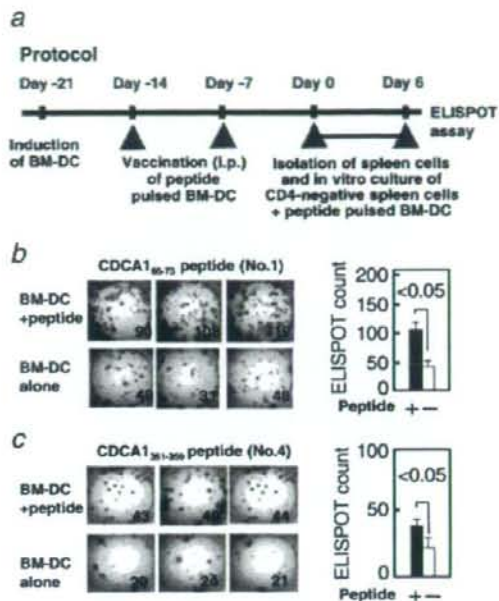 a
Protocol
Day -21 Day -14 Day -7 Day 0 Day 6
ELISPOT
assay
Induction
of BM-DC
Vaccination (i.p.)
of peptide
pulsed BM-DC
Isolation of spleen cells
and in vitro culture of
CD4-negative spleen cells
+ peptide pulsed BM-DC
b
CDCA1 peptide (No.1)
BM-DC
+peptide
BM-DC
alone
ELISPOT count
200
150
100
50
0
<0.05
Peptide + −
c
CDCA1 peptide (No.4)
BM-DC
+peptide
43 44
BM-DC
alone
21
ELISPOT count
100
50
0
<0.05
Peptide + −